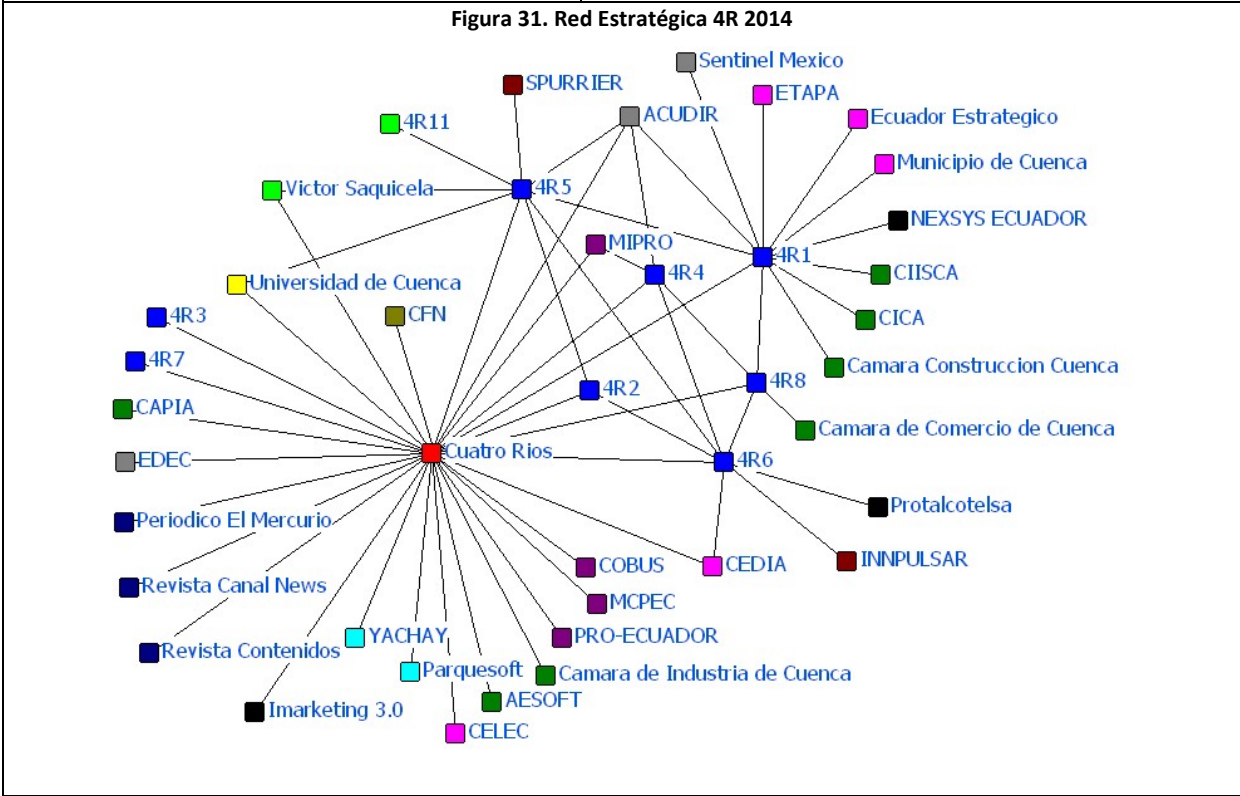 Figura 31. Red Estratégica 4R 2014
Sentinel Mexico
SPURRIER
ETAPA
ACUDIR
Ecuador Estrategico
4R11
Municipio de Cuenca
Victor Saquicela
4R5
NEXSYS ECUADOR
MIPRO
4R1
4R4
CIISCA
Universidad de Cuenca
4R3
CFN
CICA
4R7
Camara Construccion Cuenca
4R2
4R8
CAPIA
Camara de Comercio de Cuenca
Cuatro Rios
EDEC
4R6
Protalcotelsa
Periodico El Mercurio
COBUS
CEDIA
INNPULSAR
Revista Canal News
MCPEC
YACHAY
PRO-ECUADOR
Revista Contenidos
Parquesoft
Camara de Industria de Cuenca
AESOFT
Imarketing 3.0
CELEC